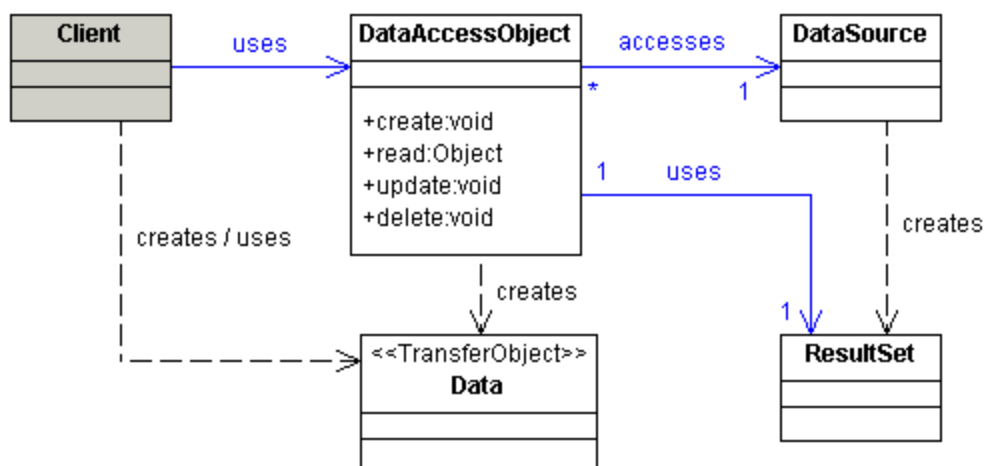 Client
uses
DataAccessObject
accesses
DataSource
*
1
+create:void
+read:Object
+update:void
+delete:void
1
uses
creates / uses
creates
creates
1
<<TransferObject>>
Data
ResultSet